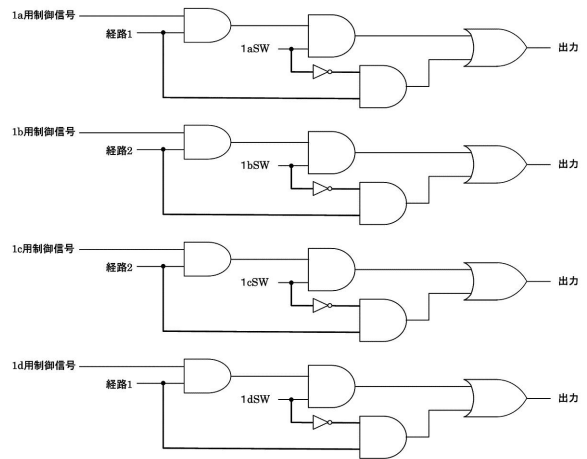 1a用制御信号
経路1
1aSW
出力
1b用制御信号
経路2
1bSW
出力
1c用制御信号
経路2
1cSW
出力
1d用制御信号
経路1
1dSW
出力